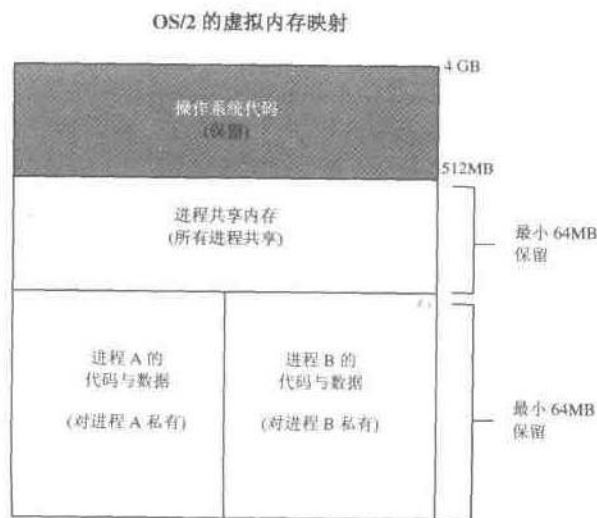 OS/2 的虚拟内存映射
4 GB
操作系统代码
(保留)
512MB
进程共享内存
(所有进程共享)
最小 64MB
保留
进程 A 的
代码与数据
(对进程 A 私有)
进程 B 的
代码与数据
(对进程 B 私有)
最小 64MB
保留